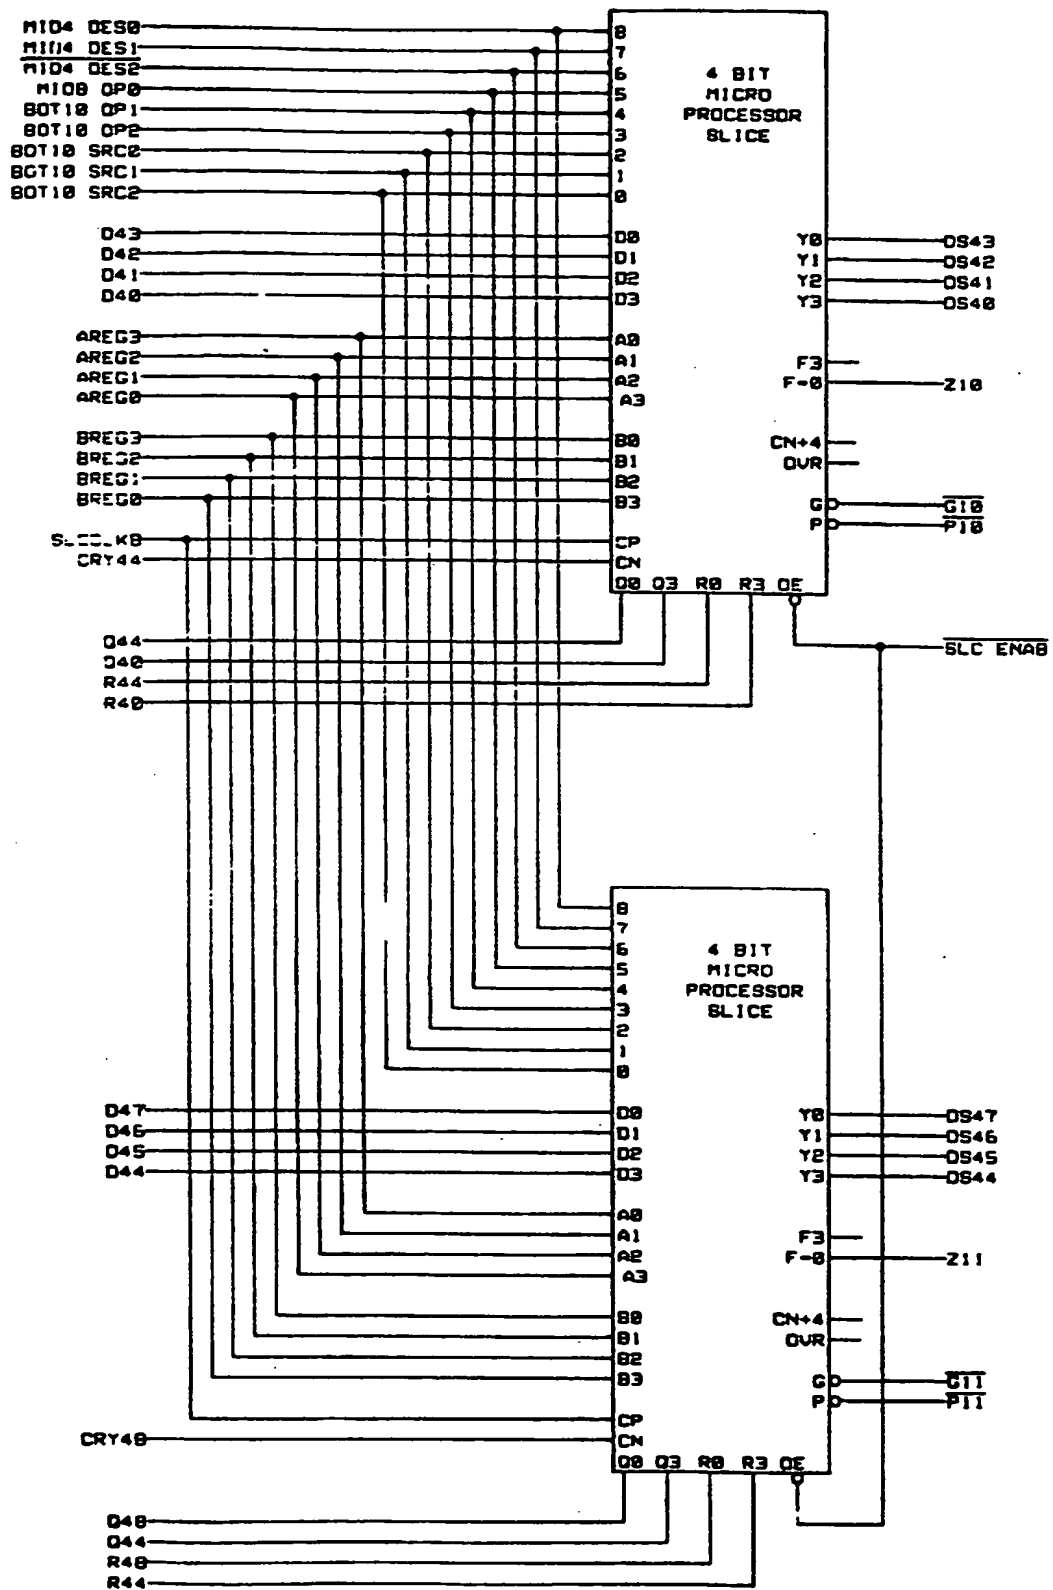 MID4 DES0
MID4 DES1
MID4 DES2
MID8 OP0
BOT10 OP1
BOT10 OP2
BOT10 SRC0
BOT10 SRC1
BOT10 SRC2
D43
D42
D41
D40
AREG3
AREG2
AREG1
AREG0
BREG3
BREG2
BREG1
BREG0
CRY44
Q44
Q40
R44
R40
8
7
6
5
4
3
2
1
0
D0
D1
D2
D3
A0
A1
A2
A3
B0
B1
B2
B3
CP
CN
4 BIT
MICRO
PROCESSOR
SLICE
Y0
Y1
Y2
Y3
F3
F-0
CN+4
OVR
G
P
Q0 Q3 R0 R3 OE
DS43
DS42
DS41
DS40
Z10
G10
P10
SLC ENAB
D47
D46
D45
D44
CRY48
Q48
Q44
R48
R44
8
7
6
5
4
3
2
1
0
D0
D1
D2
D3
A0
A1
A2
A3
B0
B1
B2
B3
CP
CN
4 BIT
MICRO
PROCESSOR
SLICE
Y0
Y1
Y2
Y3
F3
F-0
CN+4
OVR
G
P
Q0 Q3 R0 R3 OE
DS47
DS46
DS45
DS44
Z11
G11
P11